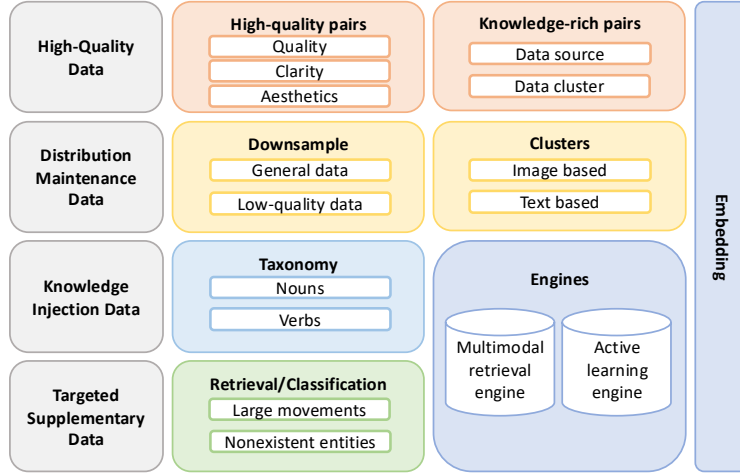 High-Quality
Data
High-quality pairs
Quality
Clarity
Aesthetics
Knowledge-rich pairs
Data source
Data cluster
Distribution
Maintenance
Data
Downsample
General data
Low-quality data
Clusters
Image based
Text based
Knowledge
Injection Data
Taxonomy
Nouns
Verbs
Engines
Multimodal
retrieval
engine
Active
learning
engine
Targeted
Supplementary
Data
Retrieval/Classification
Large movements
Nonexistent entities
Embedding